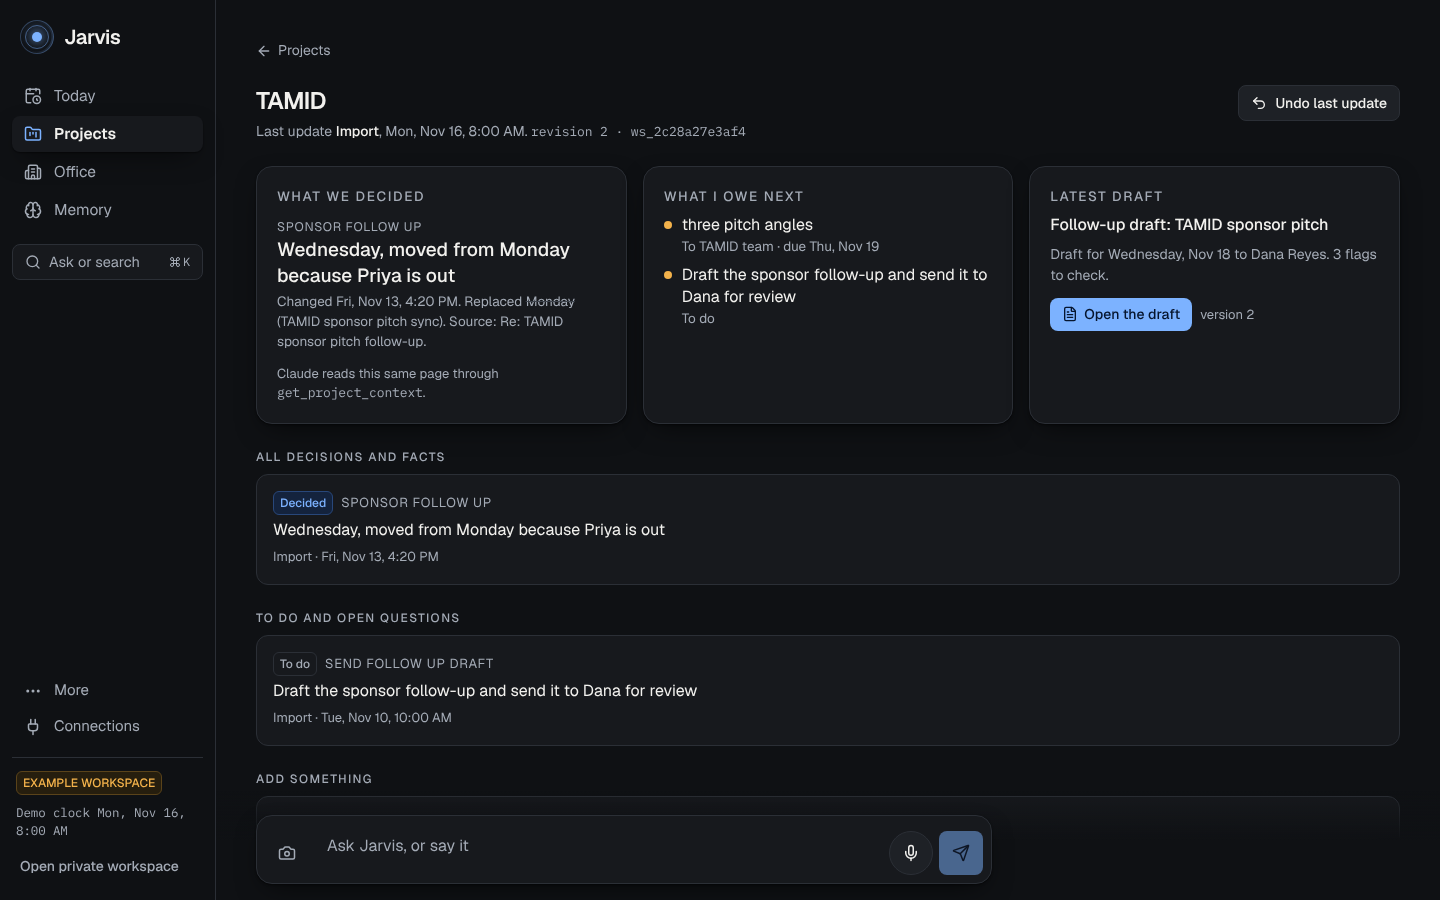 Jarvis
Today
Projects
Office
Memory
Ask or search ⌘ K
More
Connections
EXAMPLE WORKSPACE
Demo clock Mon, Nov 16,
8:00 AM
Open private workspace
← Projects
TAMID
Last update Import, Mon, Nov 16, 8:00 AM. revision 2 · ws_2c28a27e3af4
Undo last update
WHAT WE DECIDED
SPONSOR FOLLOW UP
Wednesday, moved from Monday
because Priya is out
Changed Fri, Nov 13, 4:20 PM. Replaced Monday
(TAMID sponsor pitch sync). Source: Re: TAMID
sponsor pitch follow-up.
Claude reads this same page through
get_project_context.
WHAT I OWE NEXT
three pitch angles
To TAMID team · due Thu, Nov 19
Draft the sponsor follow-up and send it to
Dana for review
To do
LATEST DRAFT
Follow-up draft: TAMID sponsor pitch
Draft for Wednesday, Nov 18 to Dana Reyes. 3 flags
to check.
Open the draft version 2
ALL DECISIONS AND FACTS
Decided SPONSOR FOLLOW UP
Wednesday, moved from Monday because Priya is out
Import · Fri, Nov 13, 4:20 PM
TO DO AND OPEN QUESTIONS
To do SEND FOLLOW UP DRAFT
Draft the sponsor follow-up and send it to Dana for review
Import · Tue, Nov 10, 10:00 AM
ADD SOMETHING
Ask Jarvis, or say it